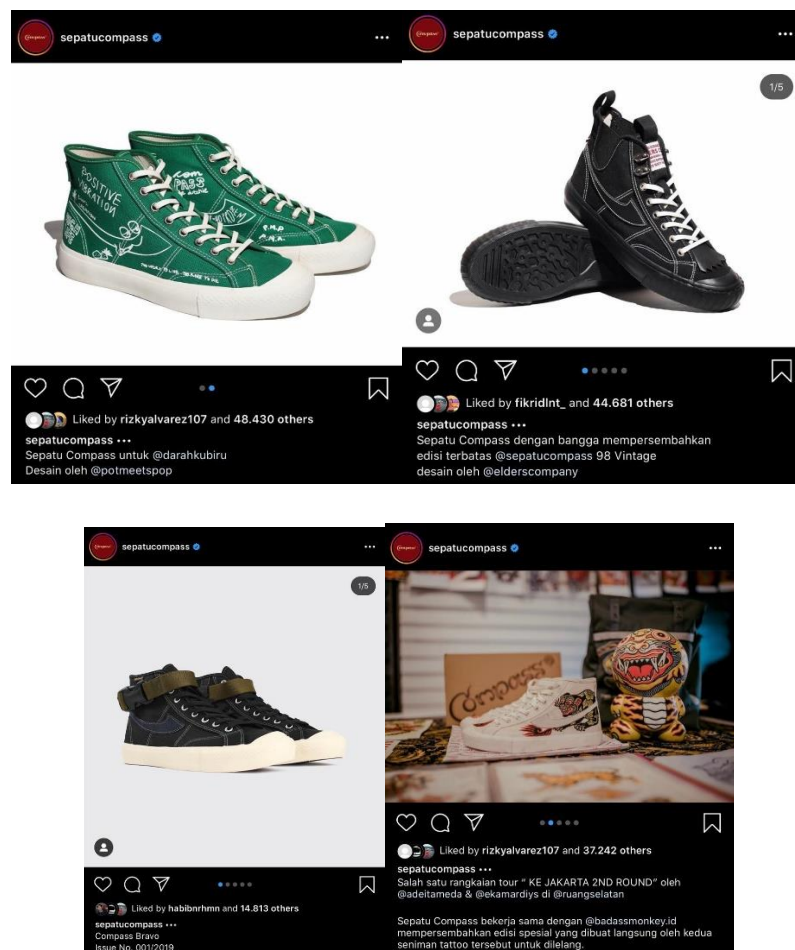 sepatucompass
POSITIVE
VIBRATION
Liked by rizkyalvarez107 and 48.430 others
sepatucompass •••
Sepatu Compass untuk @darahkubiru
Desain oleh @potmeetspop
sepatucompass
1/5
Liked by fikridlnt_ and 44.681 others
sepatucompass •••
Sepatu Compass dengan bangga mempersembahkan
edisi terbatas @sepatucompass 98 Vintage
desain oleh @elderscompany
sepatucompass
1/5
Liked by habibnrhmn and 14.813 others
sepatucompass •••
Compass Bravo
Issue No. 001/2019
sepatucompass
Compass
Liked by rizkyalvarez107 and 37.242 others
sepatucompass •••
Salah satu rangkaian tour “ KE JAKARTA 2ND ROUND” oleh
@adeitameda & @ekamardiys di @ruangselatan
Sepatu Compass bekerja sama dengan @badassmonkey.id
mempersembahkan edisi spesial yang dibuat langsung oleh kedua
seniman tattoo tersebut untuk dilelang.